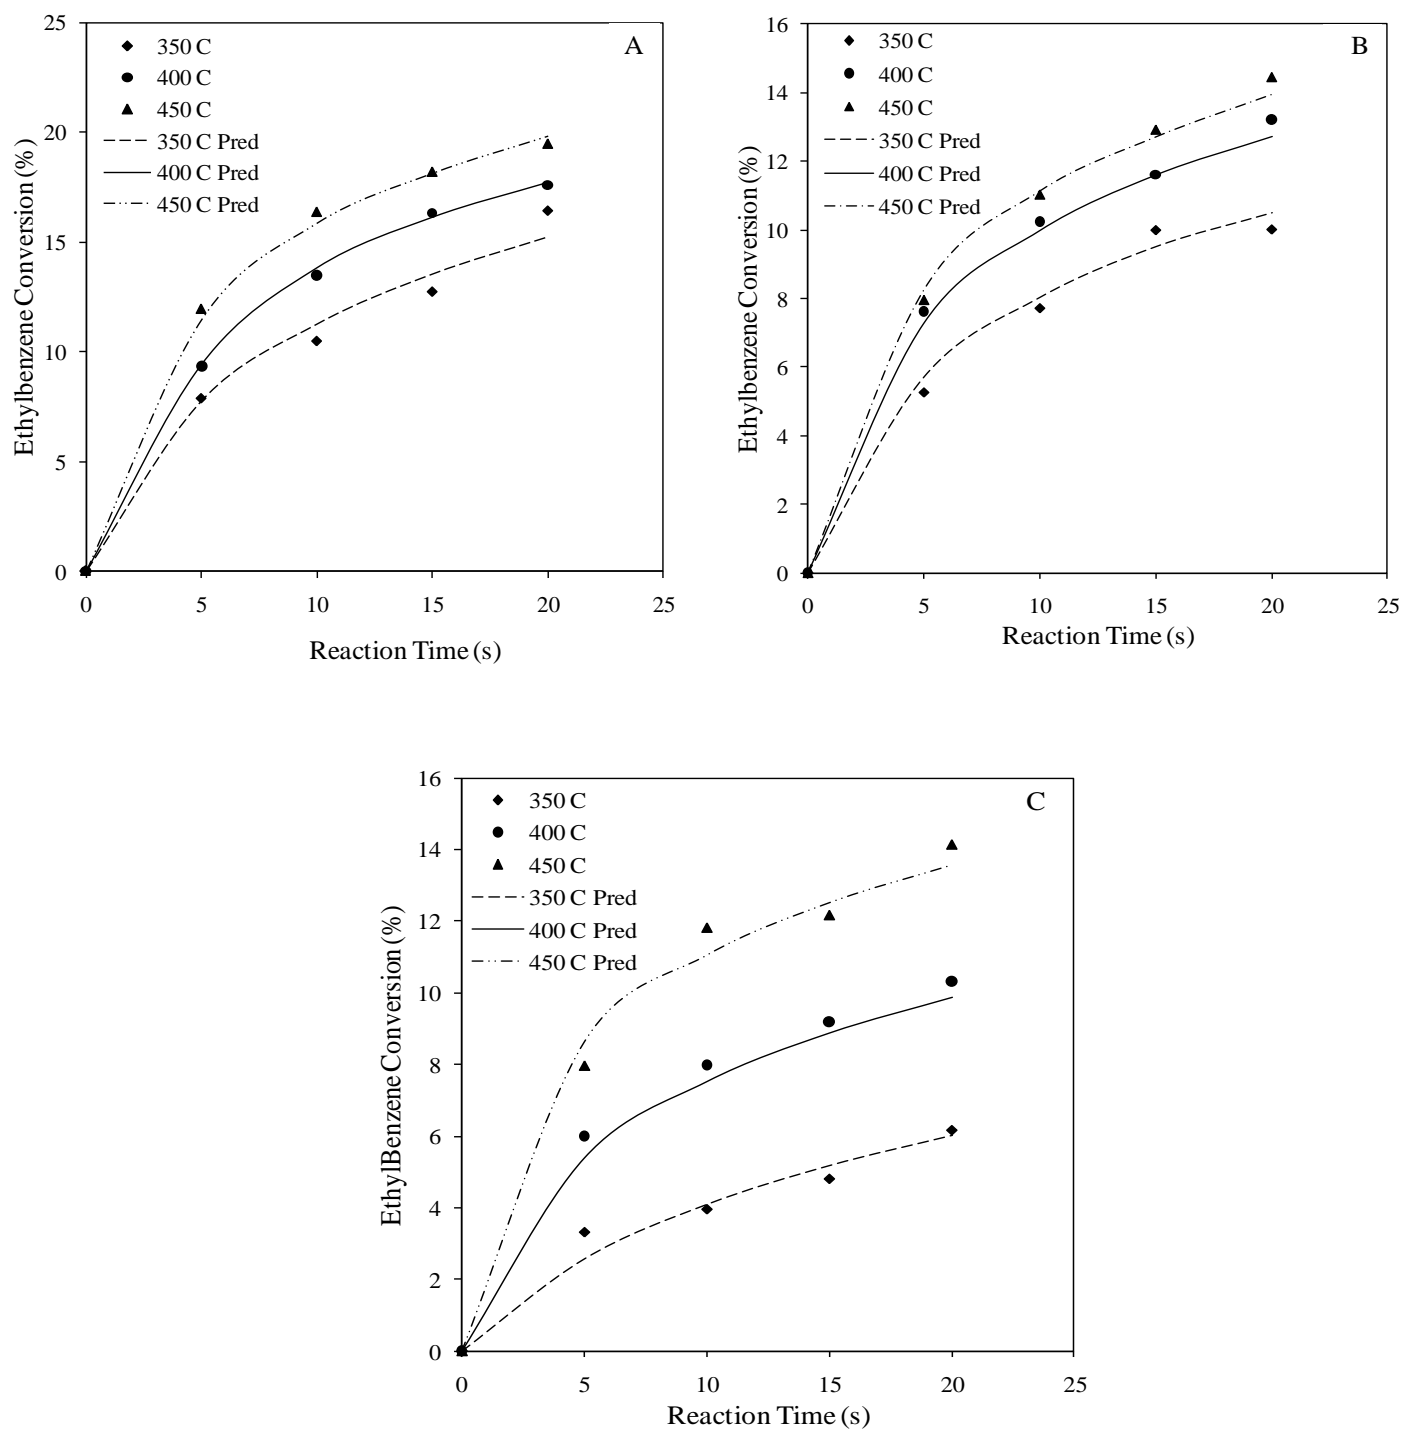 A
25
20
15
10
5
0
Ethylbenzene Conversion (%)
350 C
400 C
450 C
350 C Pred
400 C Pred
450 C Pred
0 5 10 15 20 25
Reaction Time (s)
B
16
14
12
10
8
6
4
2
0
Ethylbenzene Conversion (%)
350 C
400 C
450 C
350 C Pred
400 C Pred
450 C Pred
0 5 10 15 20 25
Reaction Time (s)
C
16
14
12
10
8
6
4
2
0
EthylBenzene Conversion (%)
350 C
400 C
450 C
350 C Pred
400 C Pred
450 C Pred
0 5 10 15 20 25
Reaction Time (s)